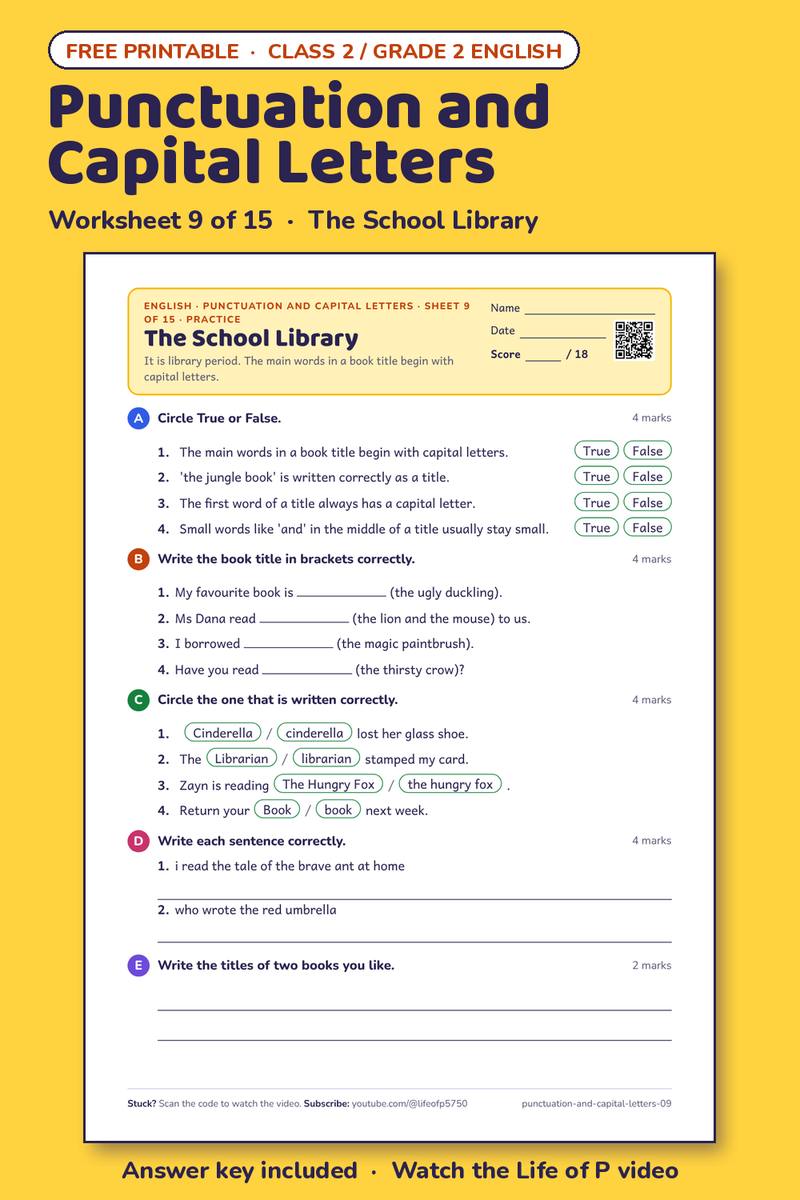 FREE PRINTABLE · CLASS 2 / GRADE 2 ENGLISH
Punctuation and
Capital Letters
Worksheet 9 of 15 · The School Library
ENGLISH · PUNCTUATION AND CAPITAL LETTERS · SHEET 9
OF 15 · PRACTICE
The School Library
It is library period. The main words in a book title begin with
capital letters.
Name ________
Date ________
Score ______ / 18
A Circle True or False. 4 marks
1. The main words in a book title begin with capital letters. True False
2. 'the jungle book' is written correctly as a title. True False
3. The first word of a title always has a capital letter. True False
4. Small words like 'and' in the middle of a title usually stay small. True False
B Write the book title in brackets correctly. 4 marks
1. My favourite book is ____________ (the ugly duckling).
2. Ms Dana read ____________ (the lion and the mouse) to us.
3. I borrowed ____________ (the magic paintbrush).
4. Have you read ____________ (the thirsty crow)?
C Circle the one that is written correctly. 4 marks
1. Cinderella / cinderella lost her glass shoe.
2. The Librarian / librarian stamped my card.
3. Zayn is reading The Hungry Fox / the hungry fox .
4. Return your Book / book next week.
D Write each sentence correctly. 4 marks
1. i read the tale of the brave ant at home
2. who wrote the red umbrella
E Write the titles of two books you like. 2 marks
Stuck? Scan the code to watch the video. Subscribe: youtube.com/@lifeofp5750 punctuation-and-capital-letters-09
Answer key included · Watch the Life of P video